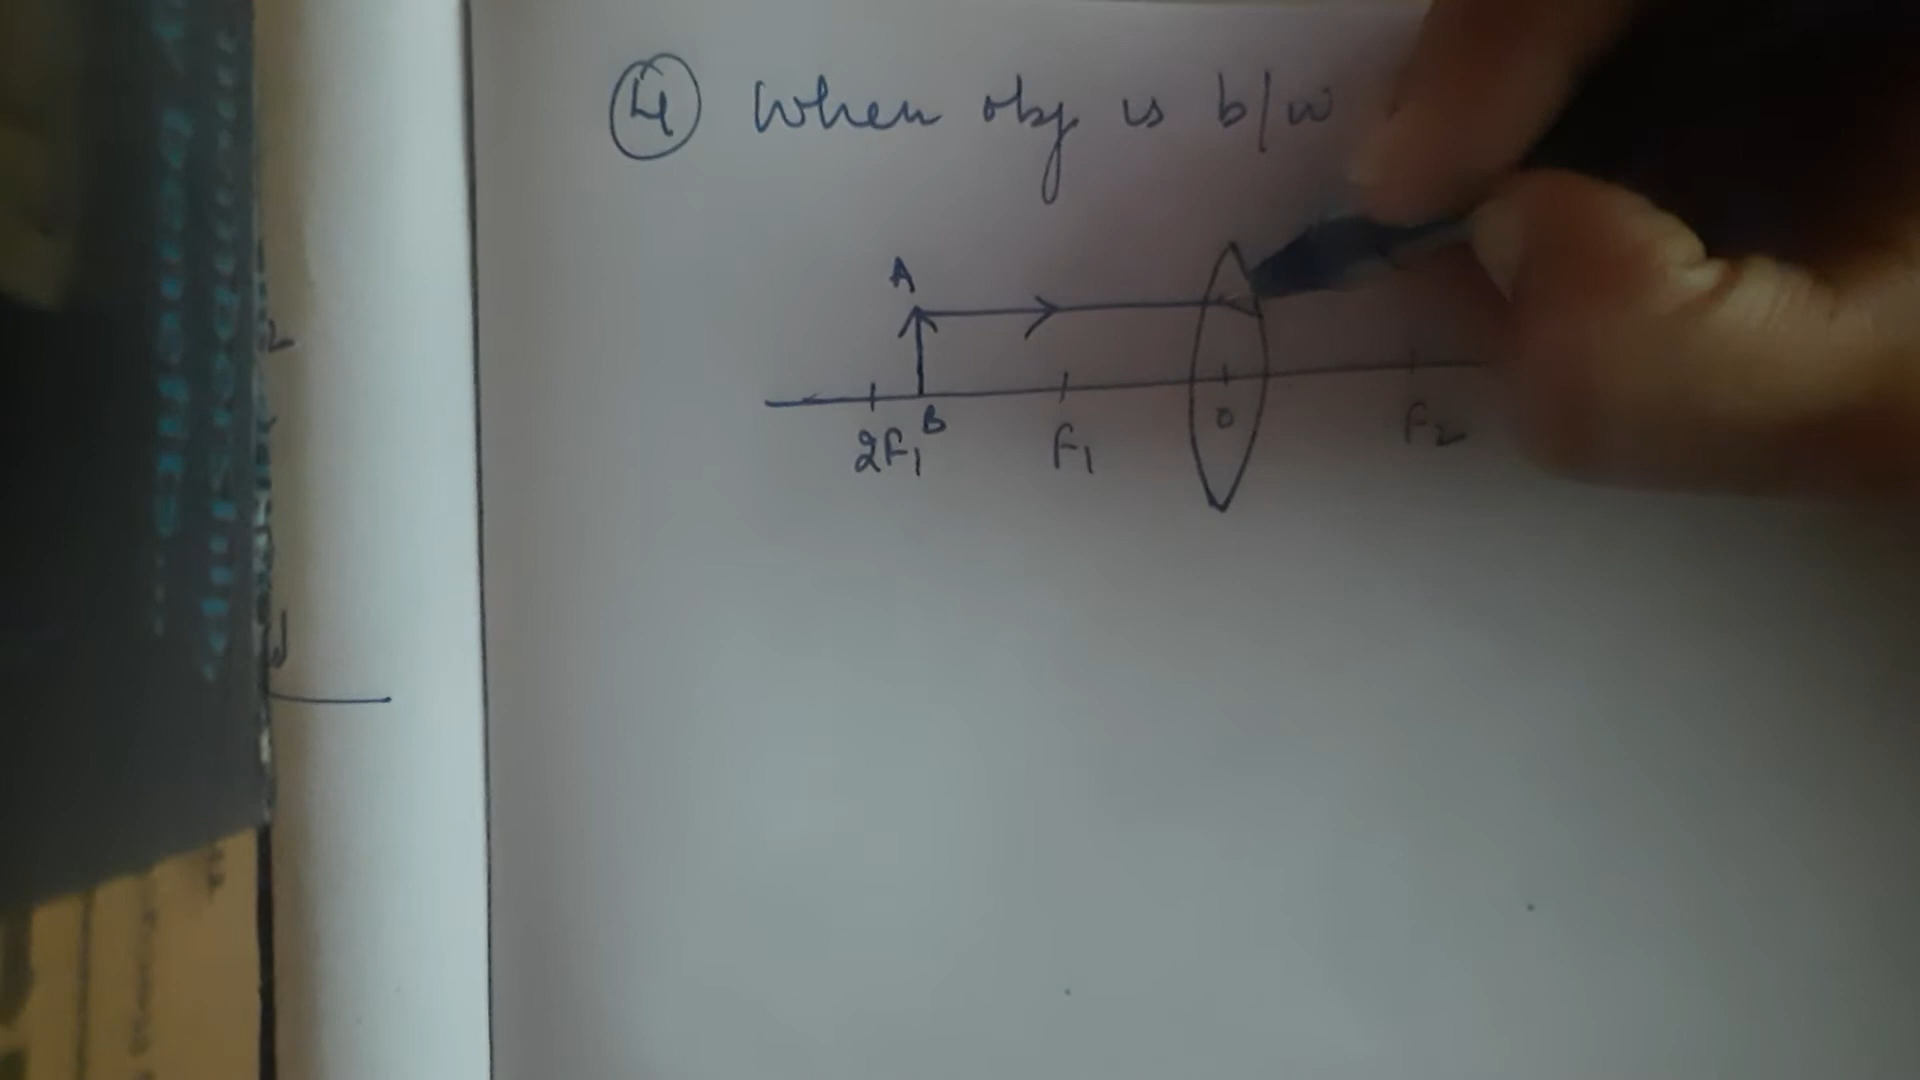 ④ When obj is b/w
A
2F₁ B F₁ O F₂